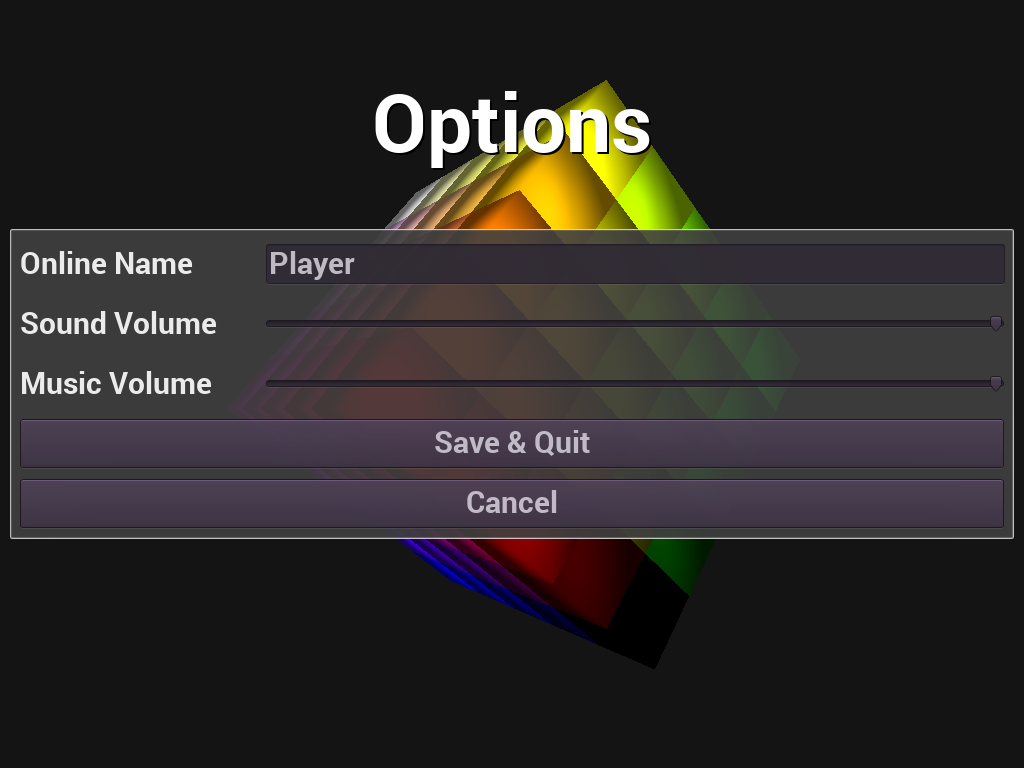 Options
Online Name Player
Sound Volume
Music Volume
Save & Quit
Cancel